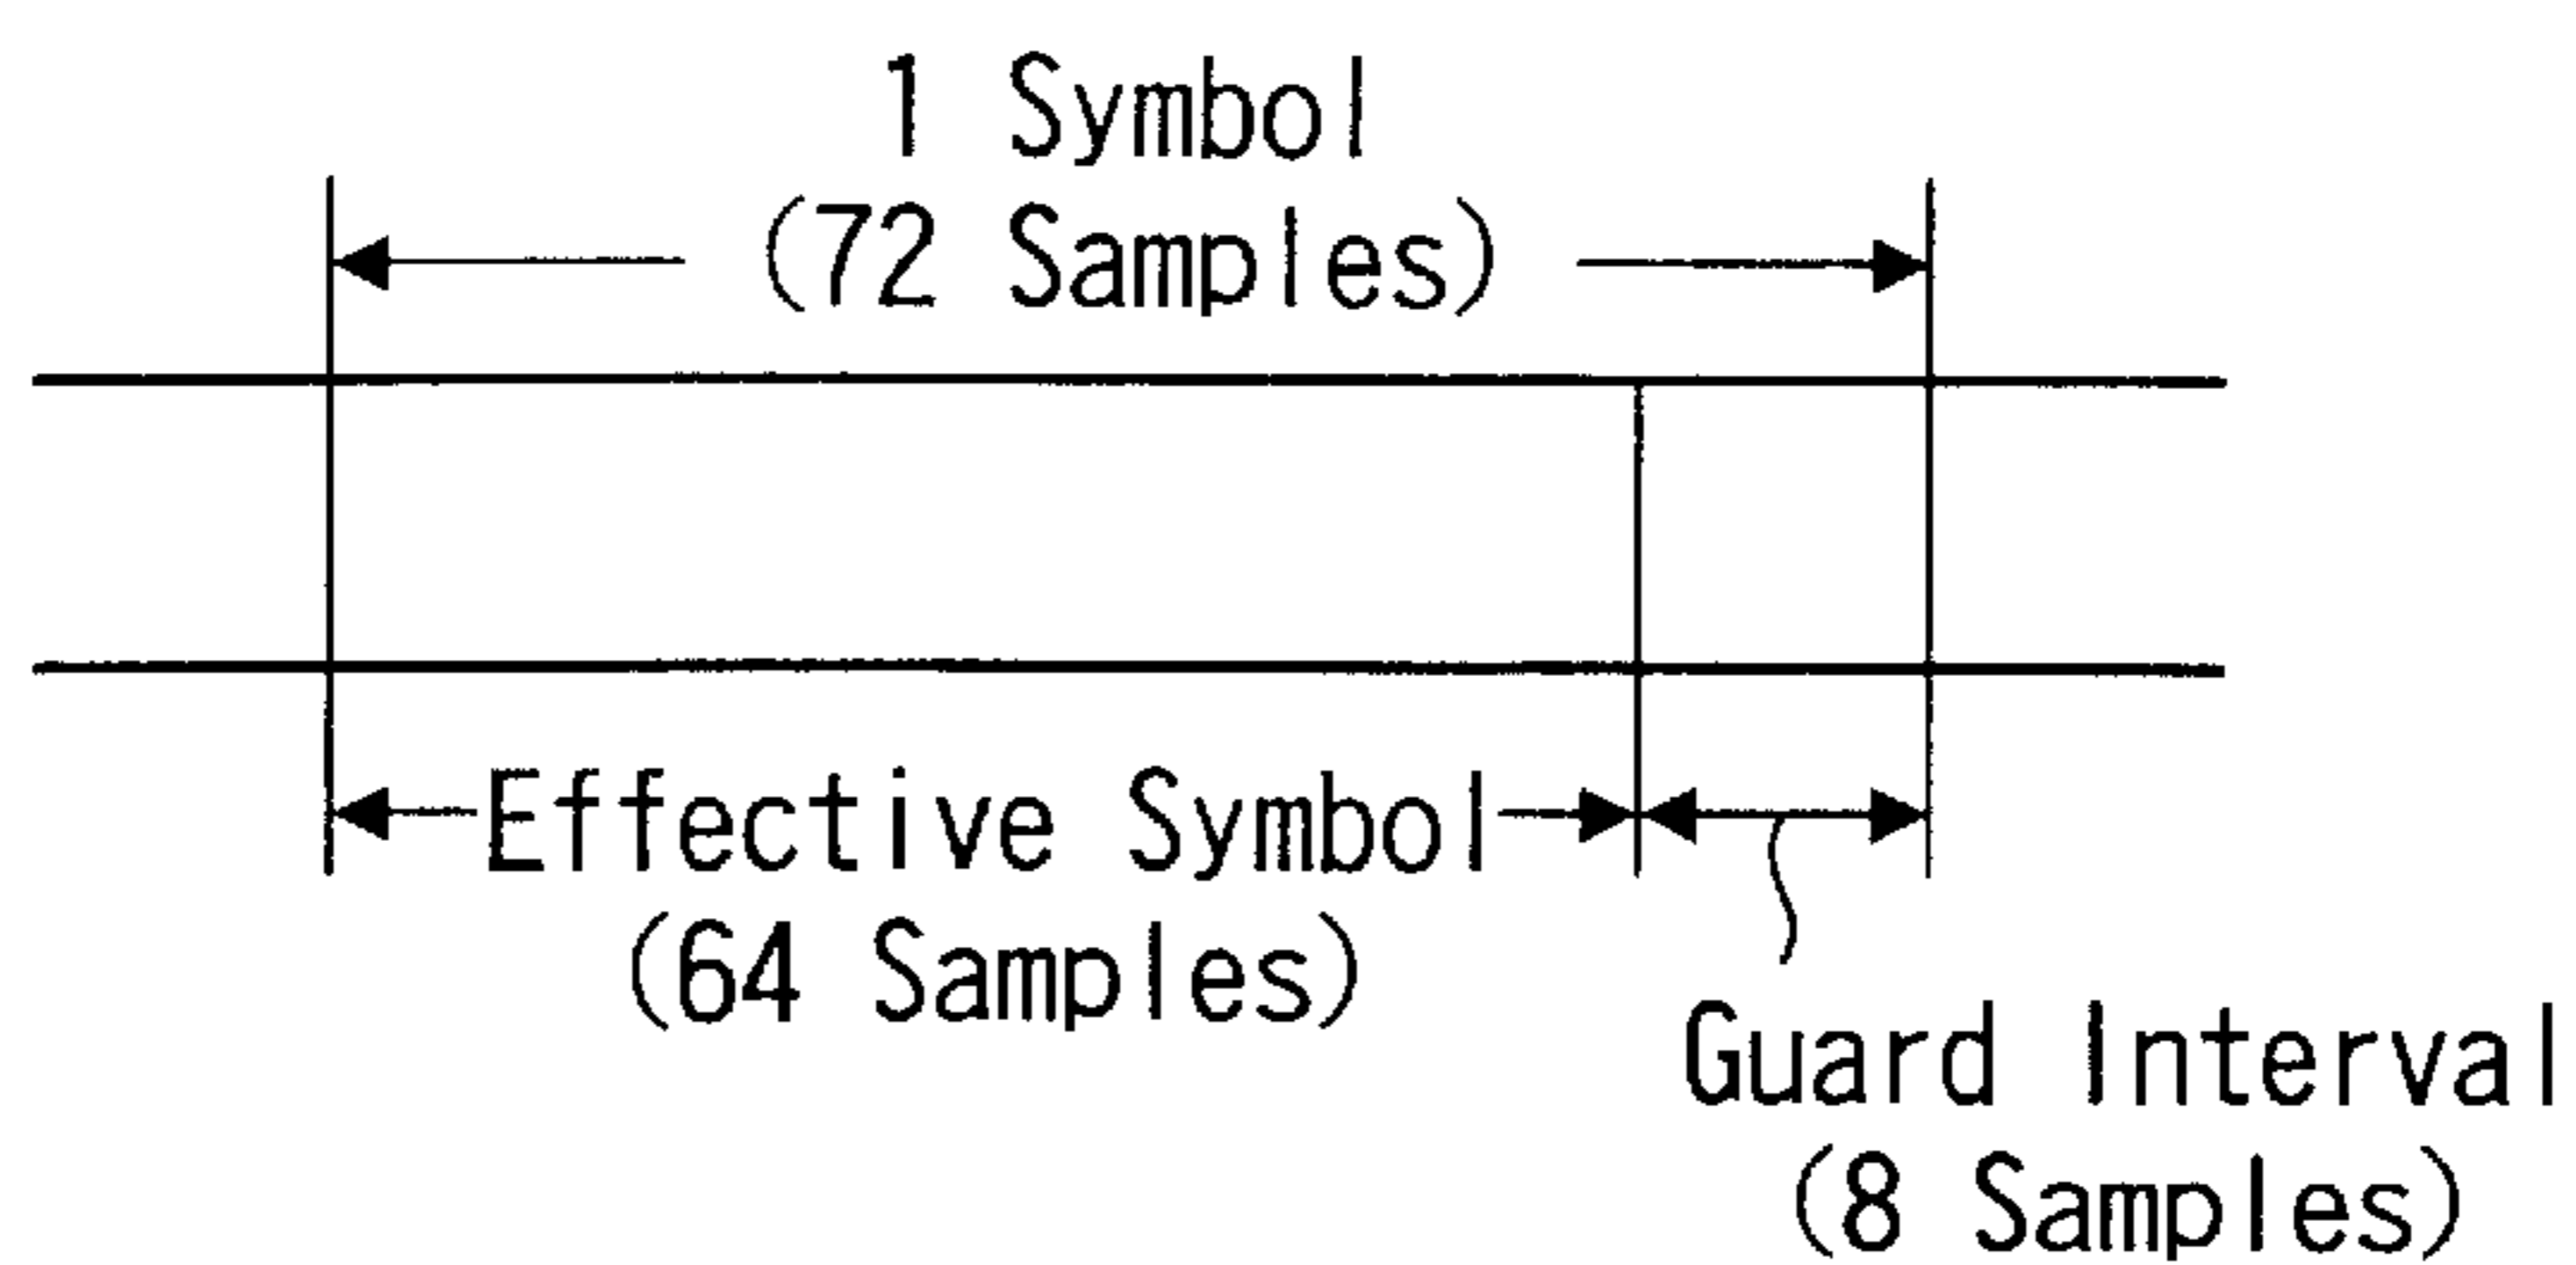 1 Symbol
(72 Samples)
Effective Symbol
(64 Samples)
Guard Interval
(8 Samples)